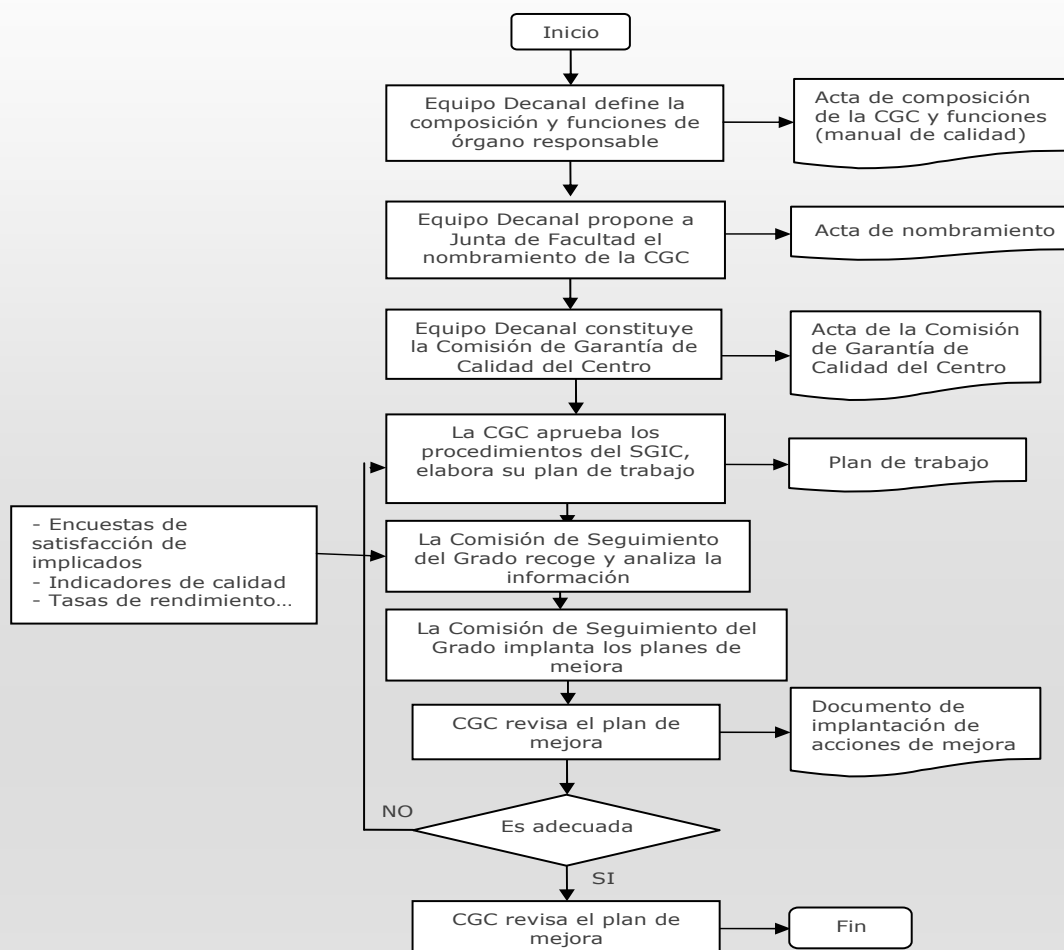 Inicio
Equipo Decanal define la
composición y funciones de
órgano responsable
Acta de composición
de la CGC y funciones
(manual de calidad)
Equipo Decanal propone a
Junta de Facultad el
nombramiento de la CGC
Acta de nombramiento
Equipo Decanal constituye
la Comisión de Garantía de
Calidad del Centro
Acta de la Comisión
de Garantía de
Calidad del Centro
La CGC aprueba los
procedimientos del SGIC,
elabora su plan de trabajo
Plan de trabajo
- Encuestas de
satisfacción de
implicados
- Indicadores de calidad
- Tasas de rendimiento...
La Comisión de Seguimiento
del Grado recoge y analiza la
información
La Comisión de Seguimiento del
Grado implanta los planes de
mejora
CGC revisa el plan de
mejora
Documento de
implantación de
acciones de mejora
NO
Es adecuada
SI
CGC revisa el plan de
mejora
Fin